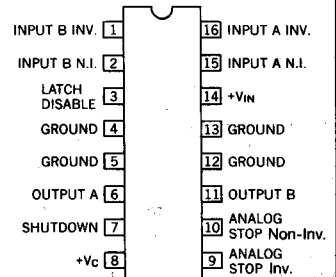 INPUT B INV. 1 16 INPUT A INV.
INPUT B N.I. 2 15 INPUT A N.I.
LATCH
DISABLE 3 14 +VIN
GROUND 4 13 GROUND
GROUND 5 12 GROUND
OUTPUT A 6 11 OUTPUT B
SHUTDOWN 7 10 ANALOG
STOP Non-Inv.
+VC 8 9 ANALOG
STOP Inv.